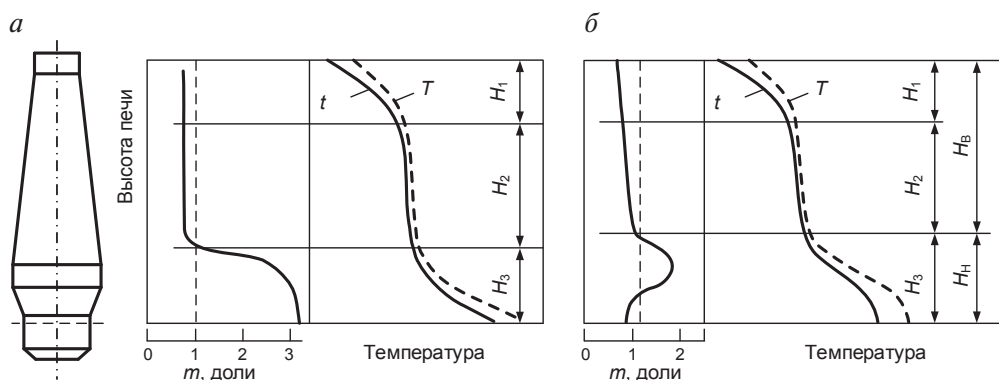 а
Высота печи
t
T
H1
H2
H3
0 1 2 3
m, доли
Температура
б
t
T
H1
H2
H3
HВ
HН
0 1 2
m, доли
Температура